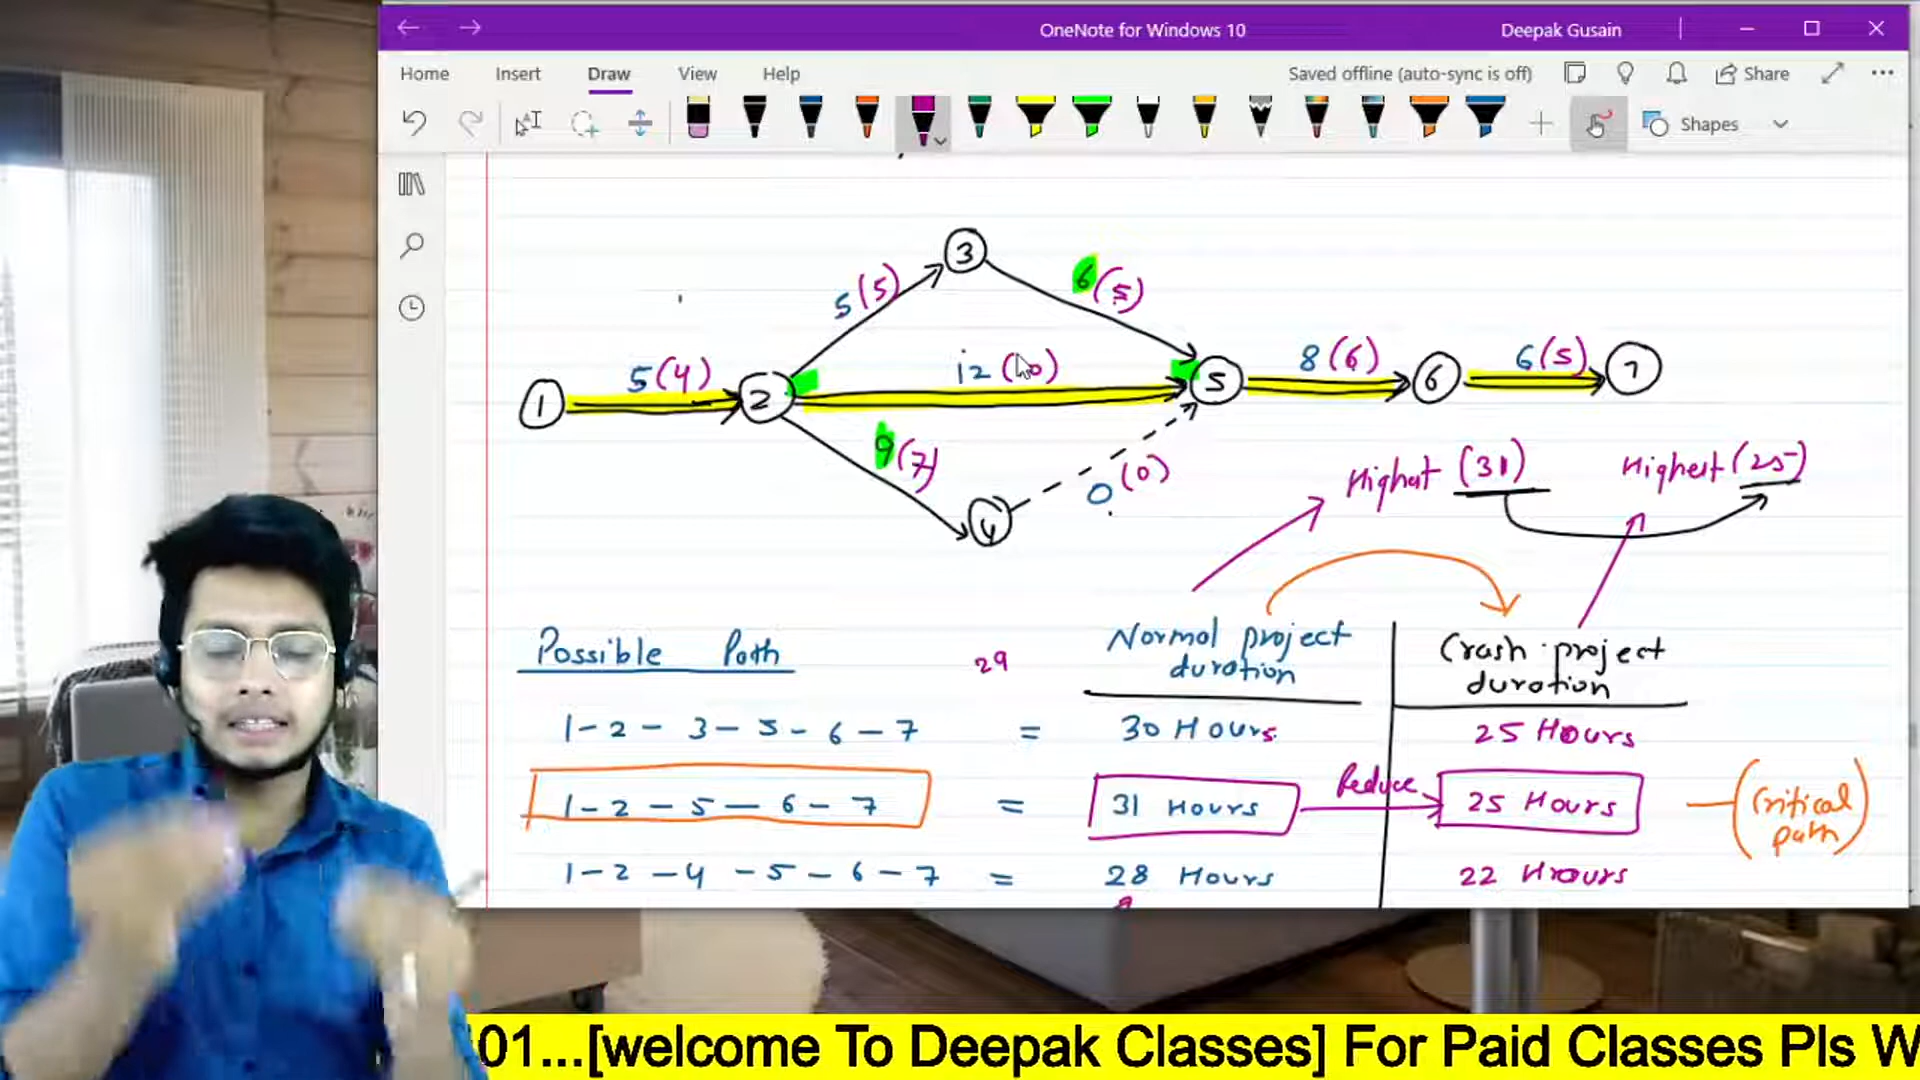 OneNote for Windows 10
Deepak Gusain
Home Insert Draw View Help
Saved offline (auto-sync is off)
Share
Shapes
3
5(5)
6(5)
5(4)
12
8(6)
6(5)
1
2
5
6
7
9(7)
0(0)
4
Highest (31)
Highest (25)
Possible Path
29
Normal project
duration
Crash project
duration
1-2-3-5-6-7 = 30 Hours 25 Hours
1-2-5-6-7 = 31 Hours Reduce 25 Hours
(Critical
path)
1-2-4-5-6-7 = 28 Hours 22 Hours
01...[welcome To Deepak Classes] For Paid Classes Pls W